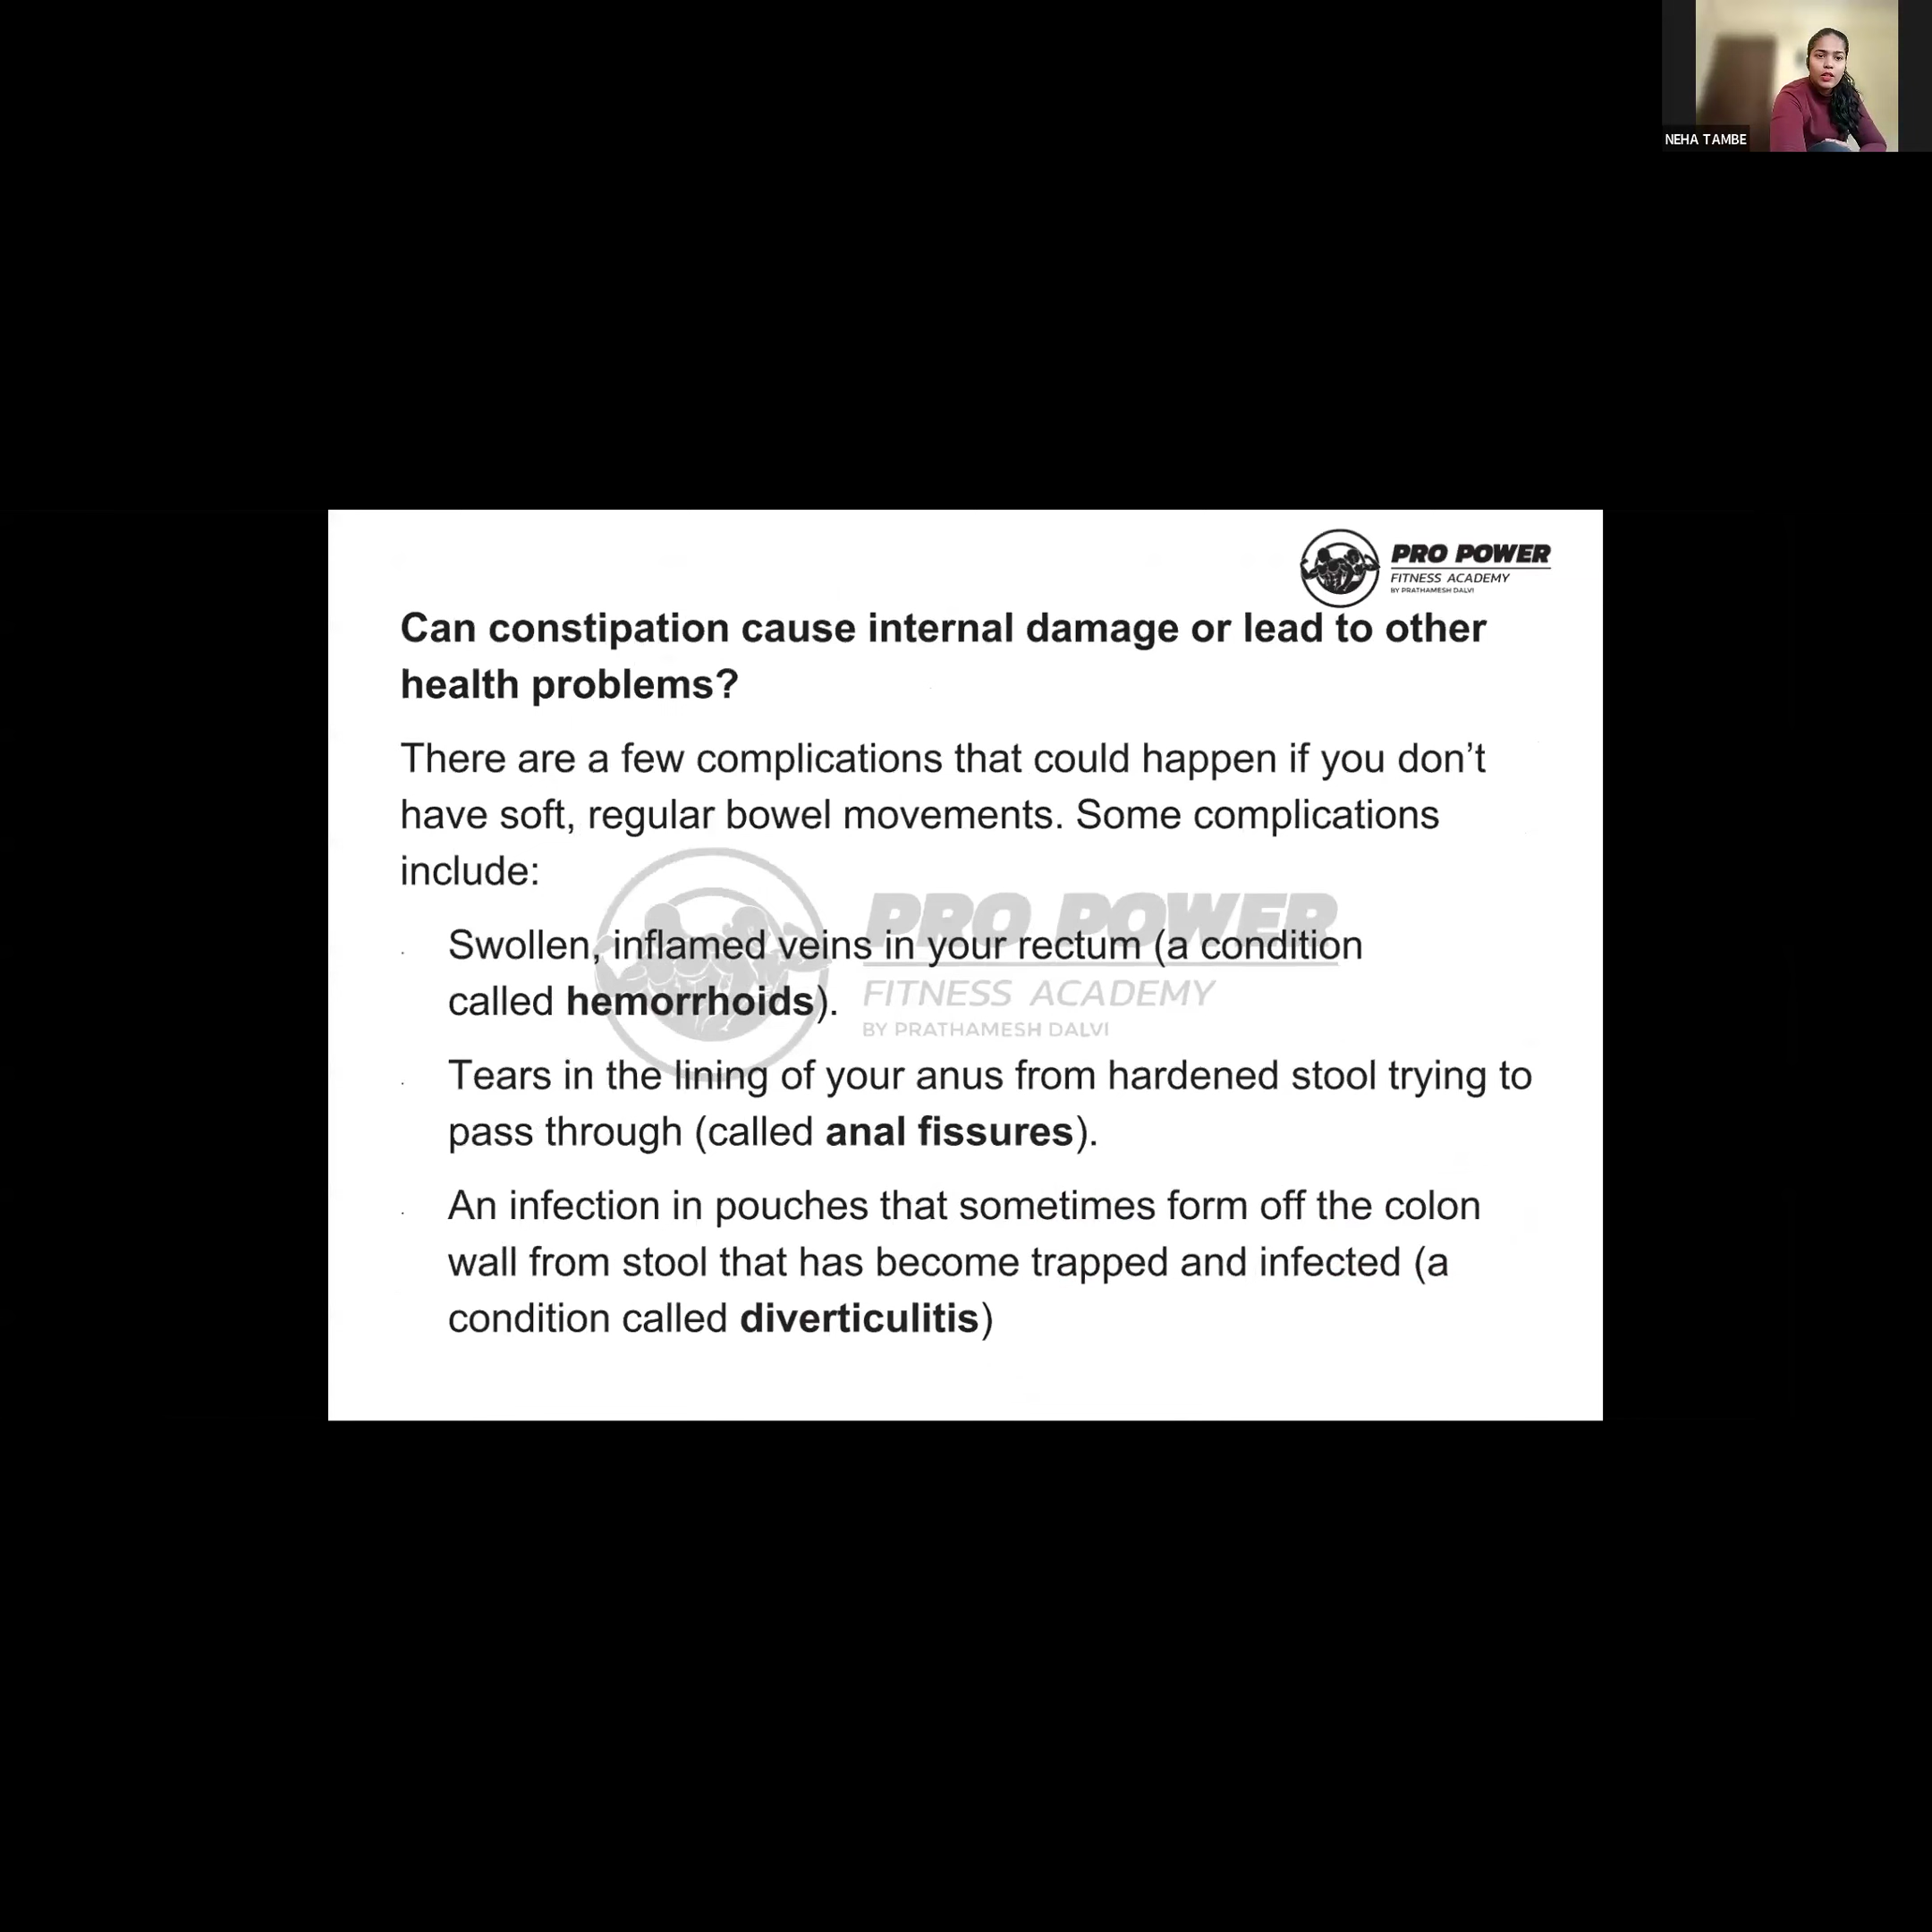 NEHA TAMBE
PRO POWER
FITNESS ACADEMY
BY PRATHAMESH DALVI
Can constipation cause internal damage or lead to other
health problems?
There are a few complications that could happen if you don’t
have soft, regular bowel movements. Some complications
include:
· Swollen, inflamed veins in your rectum (a condition
called hemorrhoids).
· Tears in the lining of your anus from hardened stool trying to
pass through (called anal fissures).
· An infection in pouches that sometimes form off the colon
wall from stool that has become trapped and infected (a
condition called diverticulitis)
PRO POWER
FITNESS ACADEMY
BY PRATHAMESH DALVI